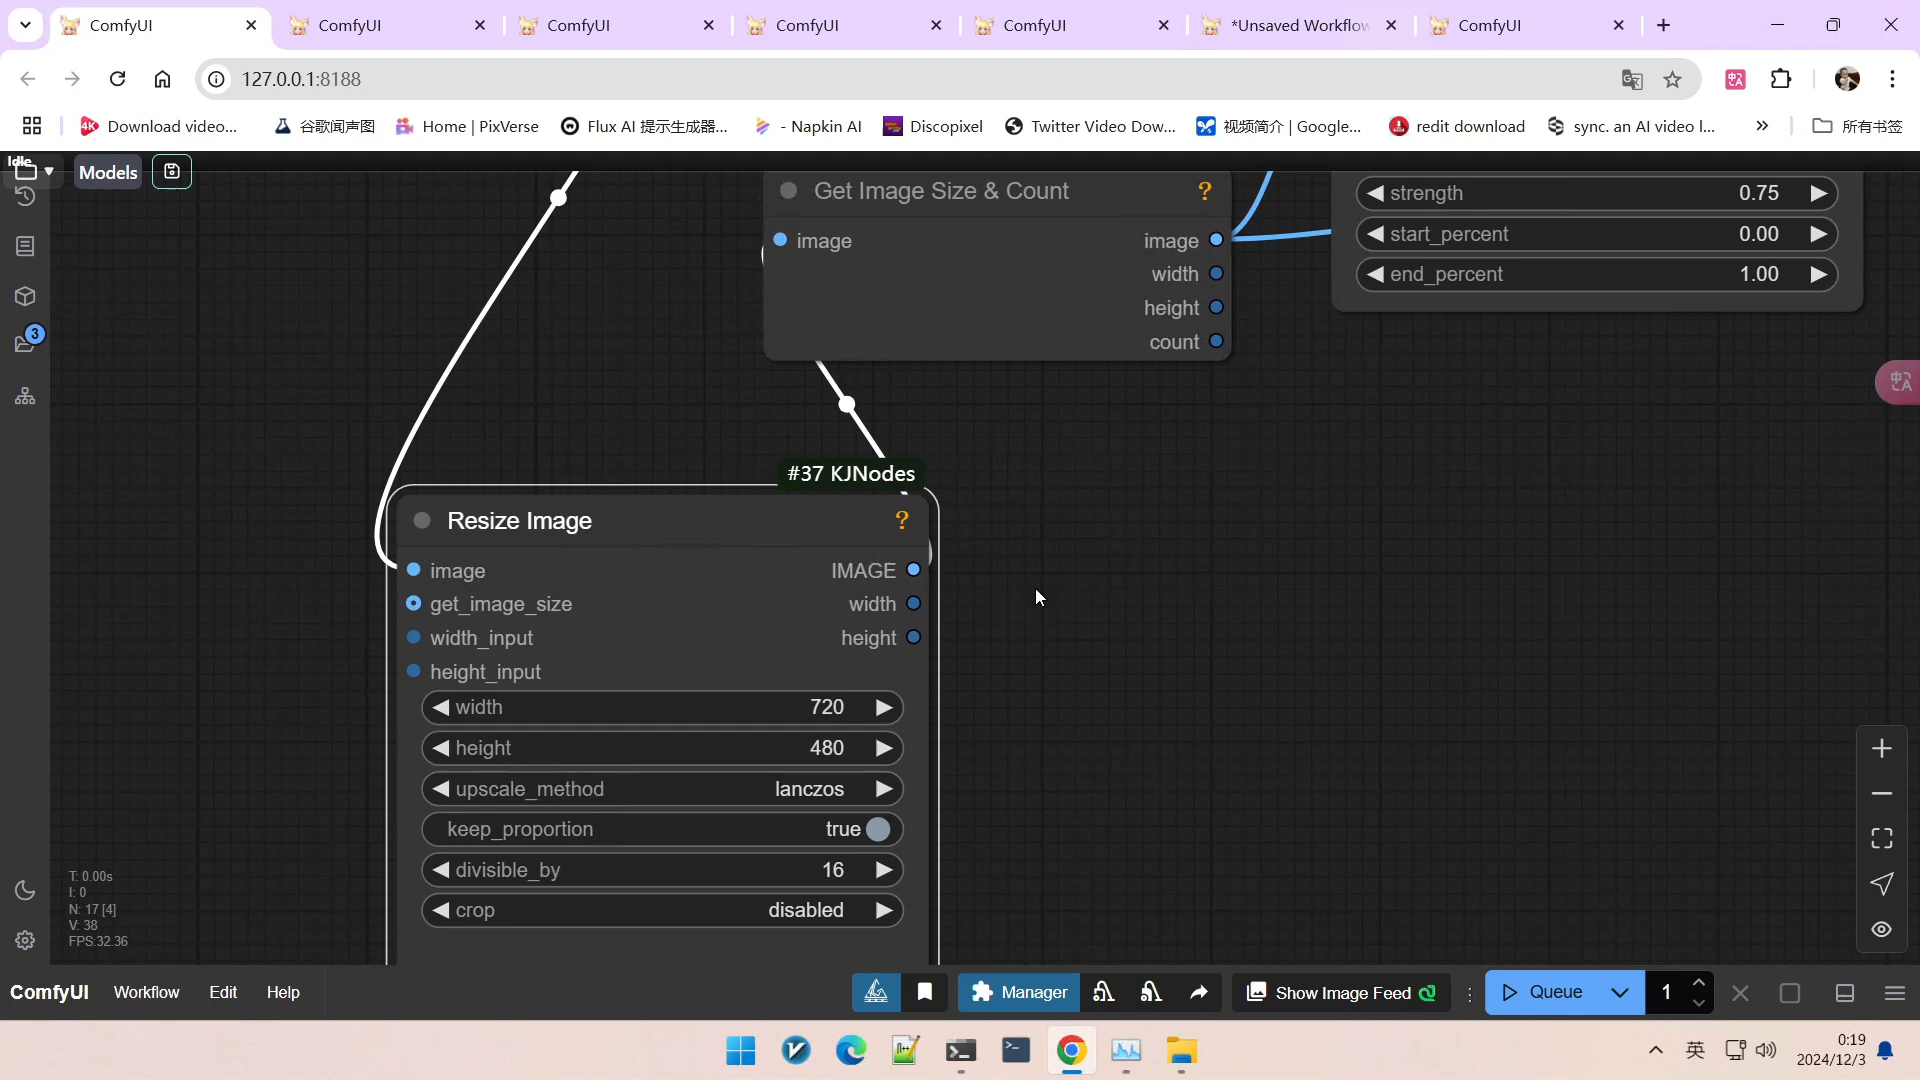 ComfyUI
ComfyUI
ComfyUI
ComfyUI
ComfyUI
*Unsaved Workflow
ComfyUI
127.0.0.1:8188
Download video...
谷歌闻声图
Home | PixVerse
Flux AI 提示生成器...
- Napkin AI
Discopixel
Twitter Video Dow...
视频简介 | Google...
redit download
sync. an AI video l...
所有书签
Idle
Models
3
Get Image Size & Count
?
image
image
width
height
count
strength
0.75
start_percent
0.00
end_percent
1.00
#37 KJNodes
Resize Image
?
image
IMAGE
get_image_size
width
width_input
height
height_input
width
720
height
480
upscale_method
lanczos
keep_proportion
true
divisible_by
16
crop
disabled
T: 0.00s
I: 0
N: 17 [4]
V: 38
FPS:32.36
ComfyUI
Workflow
Edit
Help
Manager
Show Image Feed
Queue
1
英
0:19
2024/12/3